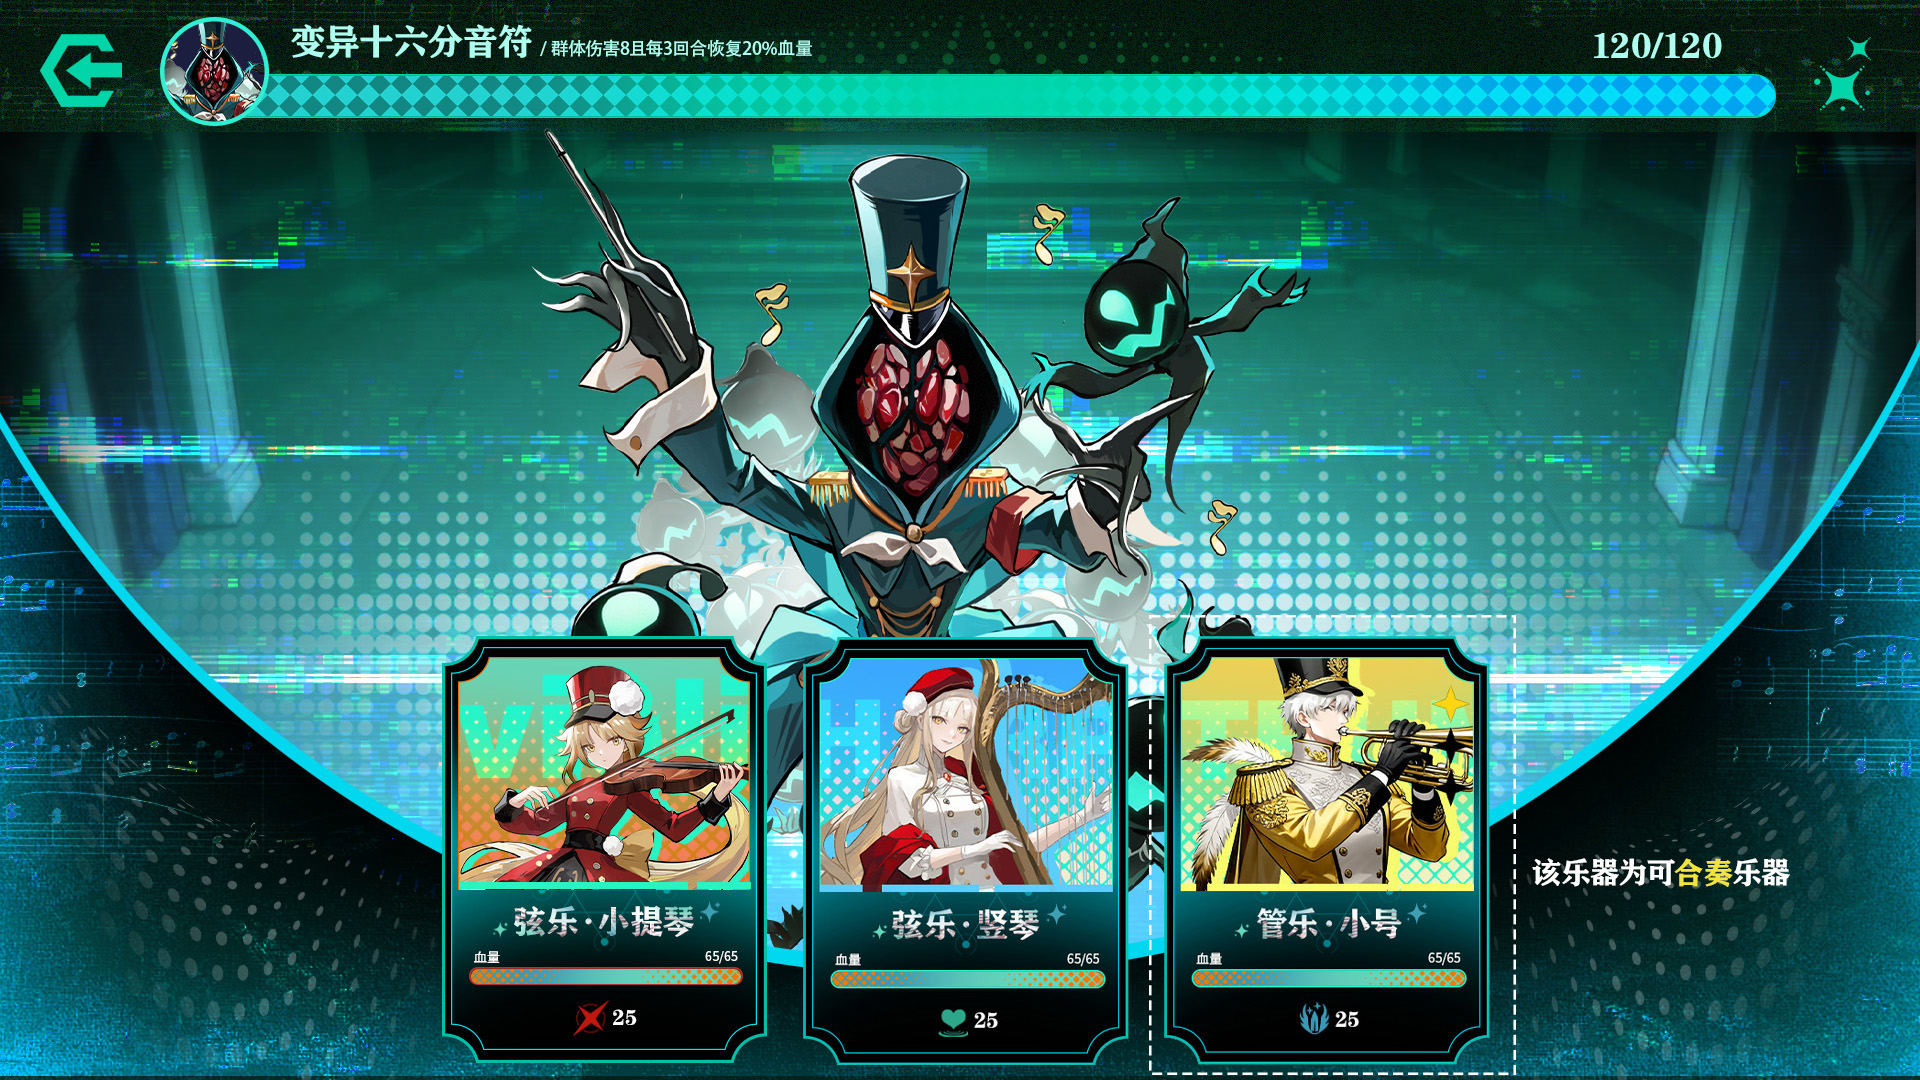 变异十六分音符 / 群体伤害8且每3回合恢复20%血量
120/120
弦乐·小提琴
血量 65/65
25
弦乐·竖琴
血量 65/65
25
管乐·小号
血量 65/65
25
该乐器为可合奏乐器